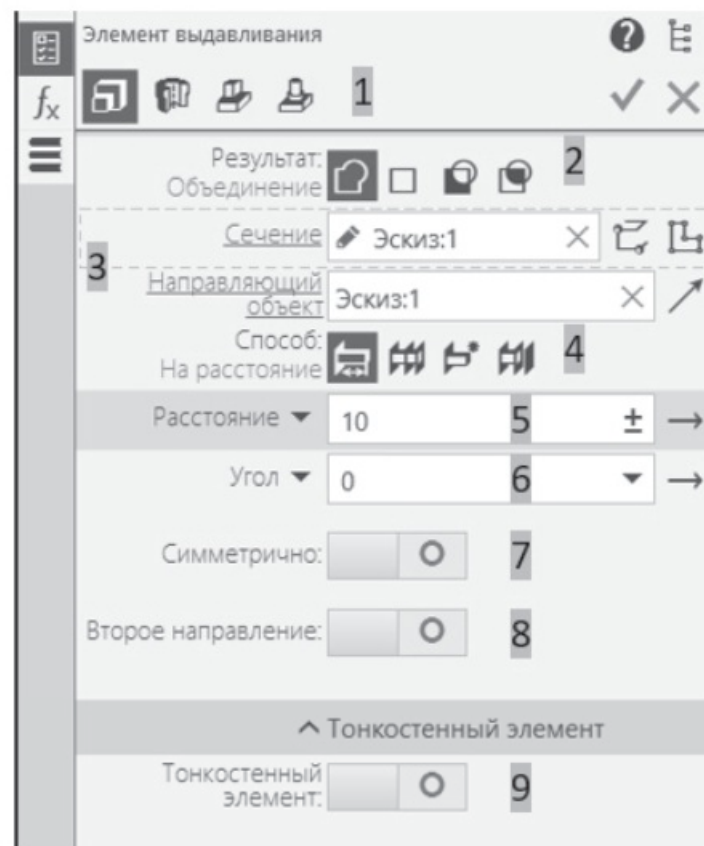 Элемент выдавливания
fx
1
Результат:
Объединение
2
Сечение
Эскиз:1
3
Направляющий
объект
Эскиз:1
Способ:
На расстояние
4
Расстояние
10
5
Угол
0
6
Симметрично:
7
Второе направление:
8
Тонкостенный элемент
Тонкостенный
элемент:
9